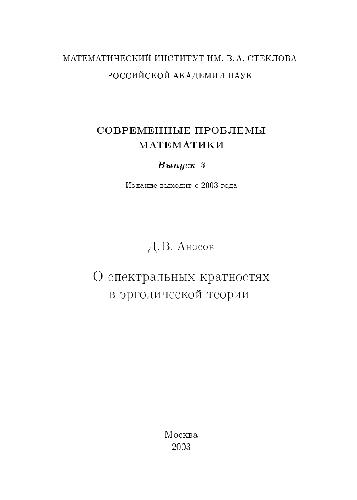 МАТЕМАТИЧЕСКИЙ ИНСТИТУТ ИМ. В. А. СТЕКЛОВА
РОССИЙСКОЙ АКАДЕМИИ НАУК
СОВРЕМЕННЫЕ ПРОБЛЕМЫ
МАТЕМАТИКИ
Выпуск 3
Издание выходит с 2003 года
Д. В. Аносов
О спектральных кратностях
в эргодической теории
Москва
2003